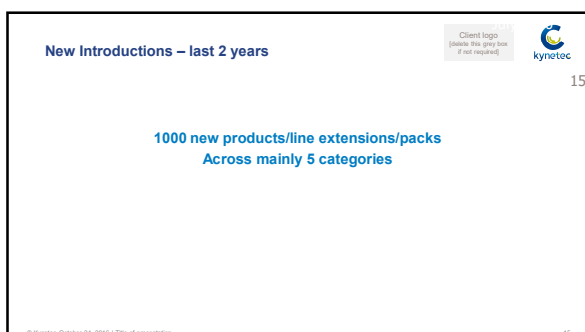 New Introductions – last 2 years
Client logo
[delete this grey box
if not required]
kynetec
15
1000 new products/line extensions/packs
Across mainly 5 categories